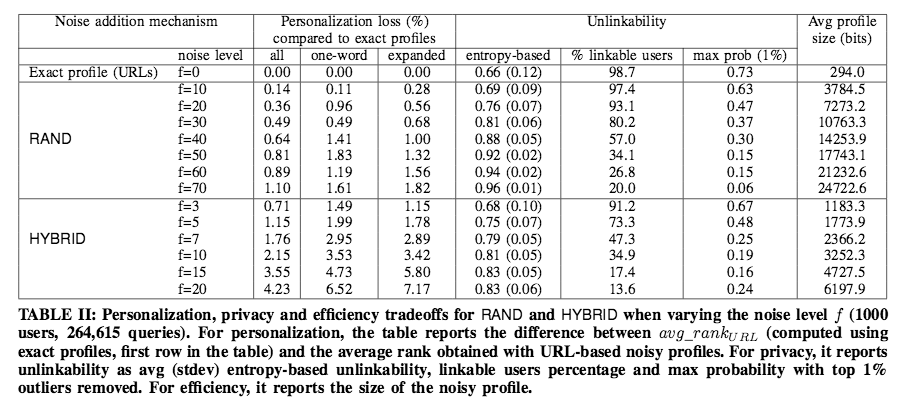 Noise addition mechanism Personalization loss (%) Unlinkability Avg profile
compared to exact profiles size (bits)
noise level all one-word expanded entropy-based % linkable users max prob (1%)
Exact profile (URLs) f=0 0.00 0.00 0.00 0.66 (0.12) 98.7 0.73 294.0
f=10 0.14 0.11 0.28 0.69 (0.09) 97.4 0.63 3784.5
f=20 0.36 0.96 0.56 0.76 (0.07) 93.1 0.47 7273.2
f=30 0.49 0.49 0.68 0.81 (0.06) 80.2 0.37 10763.3
RAND f=40 0.64 1.41 1.00 0.88 (0.05) 57.0 0.30 14253.9
f=50 0.81 1.83 1.32 0.92 (0.02) 34.1 0.15 17743.1
f=60 0.89 1.19 1.56 0.94 (0.02) 26.8 0.15 21232.6
f=70 1.10 1.61 1.82 0.96 (0.01) 20.0 0.06 24722.6
f=3 0.71 1.49 1.15 0.68 (0.10) 91.2 0.67 1183.3
f=5 1.15 1.99 1.78 0.75 (0.07) 73.3 0.48 1773.9
HYBRID f=7 1.76 2.95 2.89 0.79 (0.05) 47.3 0.25 2366.2
f=10 2.15 3.53 3.42 0.81 (0.05) 34.9 0.19 3252.3
f=15 3.55 4.73 5.80 0.83 (0.05) 17.4 0.16 4727.5
f=20 4.23 6.52 7.17 0.83 (0.06) 13.6 0.24 6197.9
TABLE II: Personalization, privacy and efficiency tradeoffs for RAND and HYBRID when varying the noise level f (1000
users, 264,615 queries). For personalization, the table reports the difference between avg_rank_URL (computed using
exact profiles, first row in the table) and the average rank obtained with URL-based noisy profiles. For privacy, it reports
unlinkability as avg (stdev) entropy-based unlinkability, linkable users percentage and max probability with top 1%
outliers removed. For efficiency, it reports the size of the noisy profile.